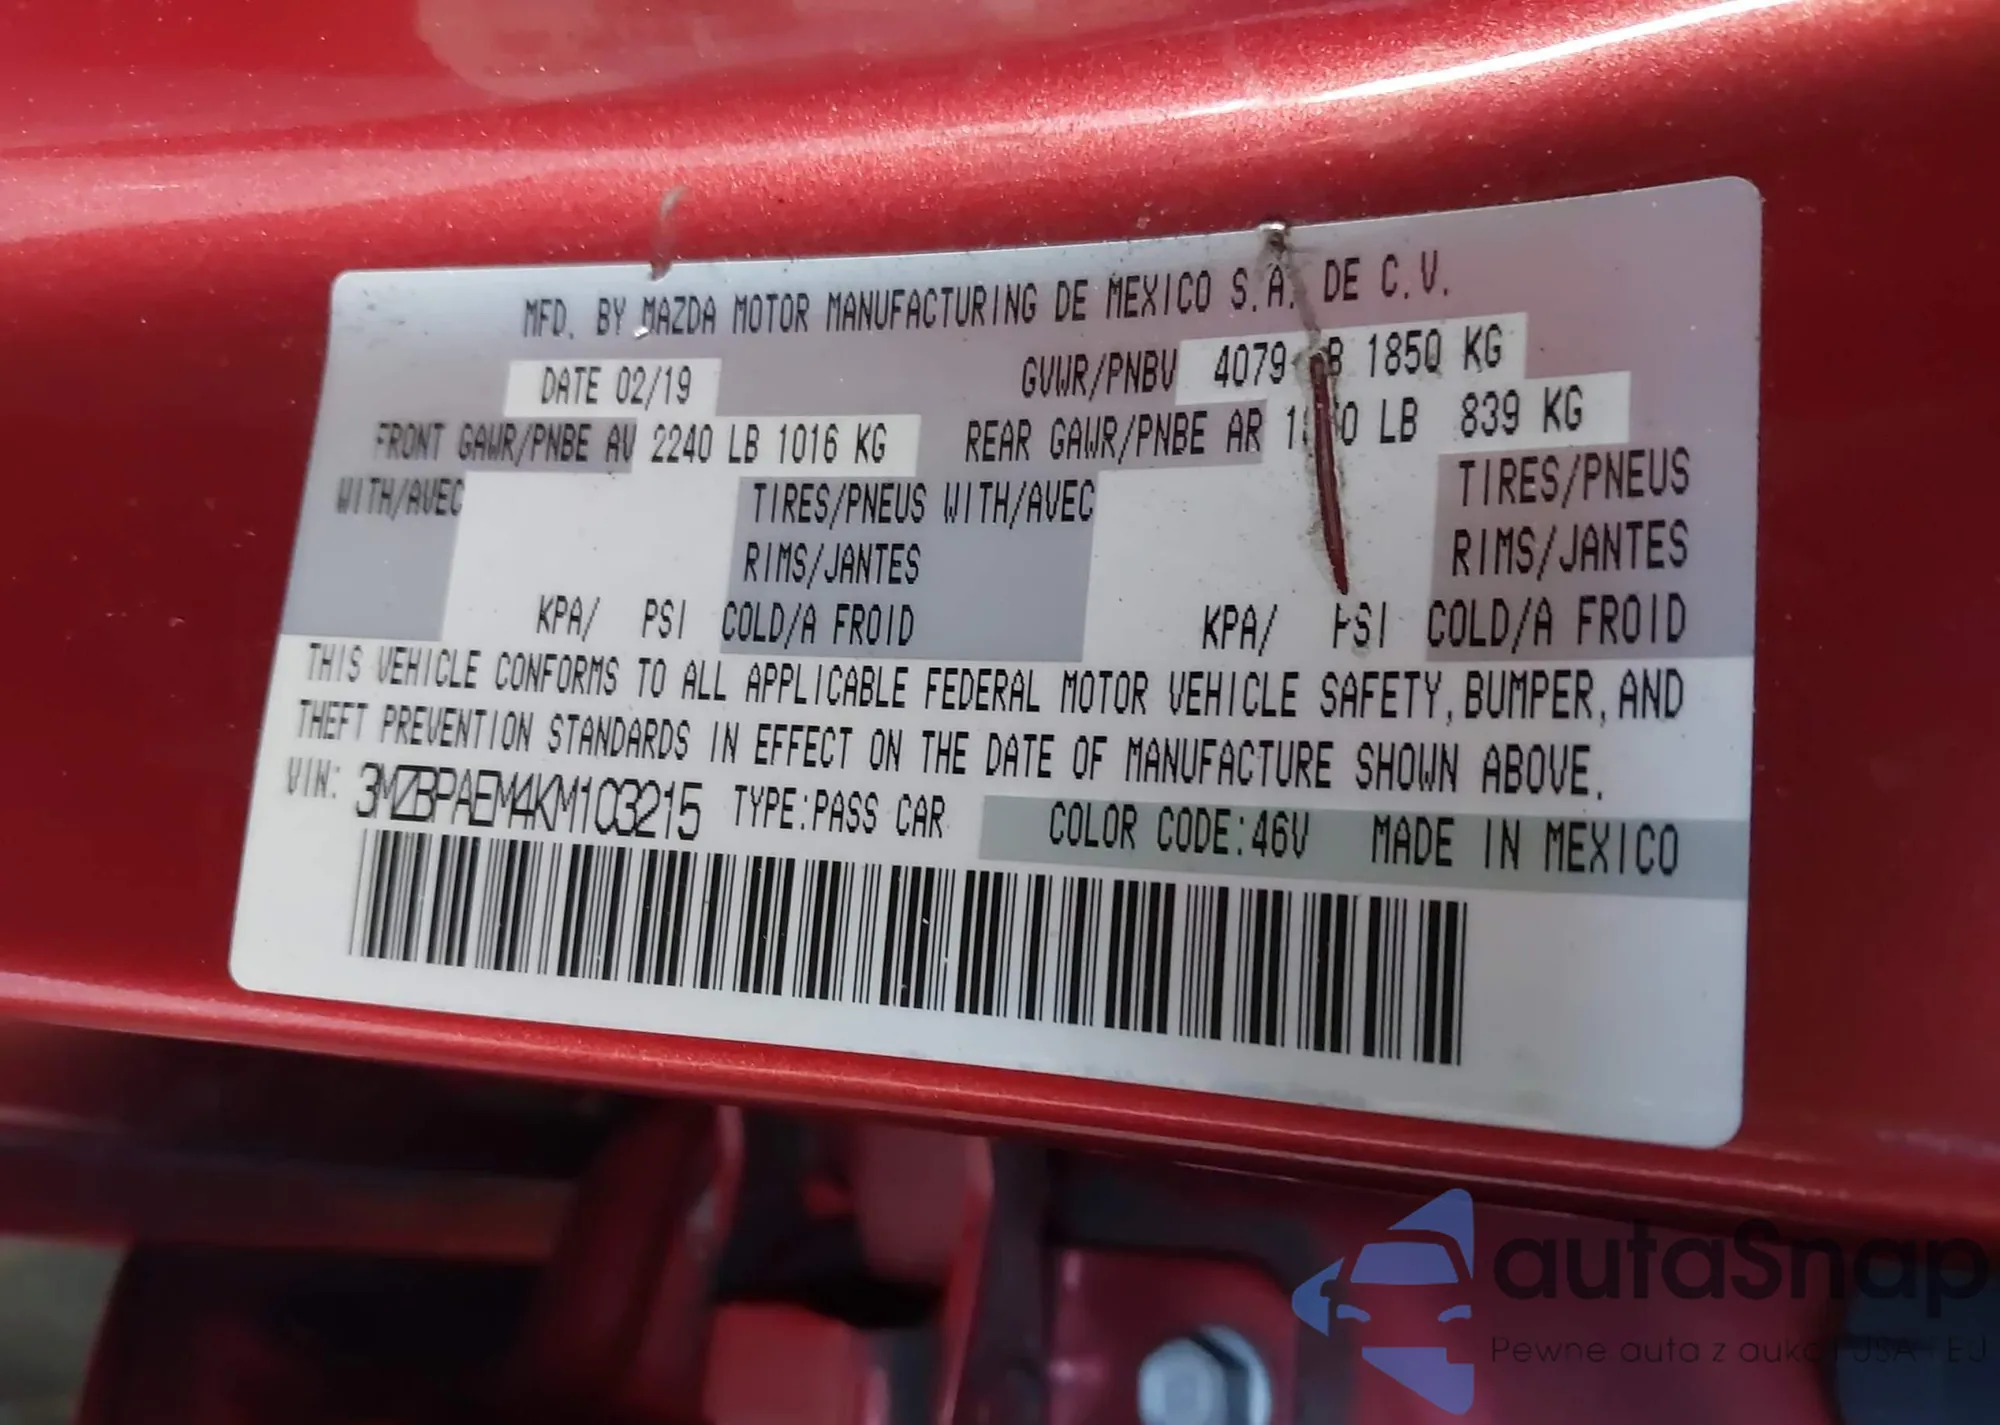 MFD. BY MAZDA MOTOR MANUFACTURING DE MEXICO S.A. DE C.V.
DATE 02/19 GVWR/PNBV 4079 1850 KG
FRONT GAWR/PNBE AV 2240 LB 1016 KG REAR GAWR/PNBE AR LB 839 KG
WITH/AVEC TIRES/PNEUS WITH/AVEC TIRES/PNEUS
RIMS/JANTES RIMS/JANTES
KPA/ PSI COLD/A FROID KPA/ PSI COLD/A FROID
THIS VEHICLE CONFORMS TO ALL APPLICABLE FEDERAL MOTOR VEHICLE SAFETY, BUMPER, AND
THEFT PREVENTION STANDARDS IN EFFECT ON THE DATE OF MANUFACTURE SHOWN ABOVE.
VIN: 3MZBPAEM4KM103215 TYPE:PASS CAR COLOR CODE:46V MADE IN MEXICO
autaSnap
Pewne auta z